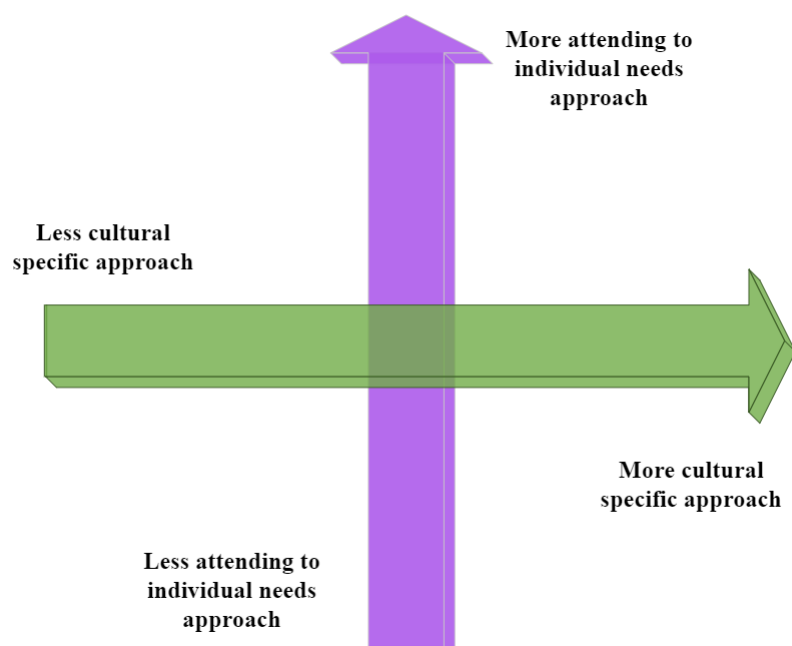 More attending to
individual needs
approach
Less cultural
specific approach
More cultural
specific approach
Less attending to
individual needs
approach